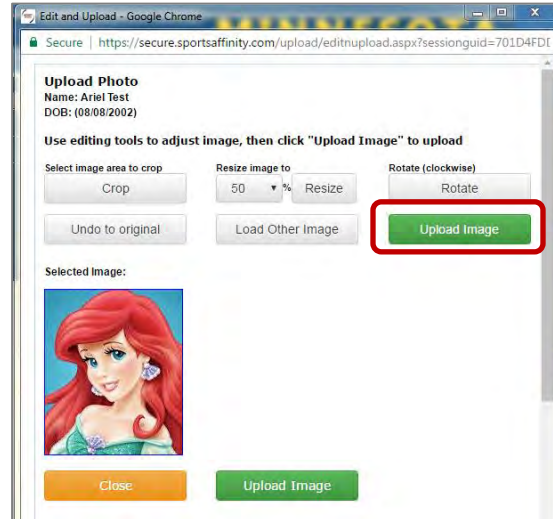 Edit and Upload - Google Chrome
MINNESOTA
Secure | https://secure.sportsaffinity.com/upload/editnupload.aspx?sessionguid=701D4FDI
Upload Photo
Name: Ariel Test
DOB: (08/08/2002)
Use editing tools to adjust image, then click "Upload Image" to upload
Select image area to crop Resize image to Rotate (clockwise)
Crop 50 % Resize Rotate
Undo to original Load Other Image Upload Image
Selected Image:
Close Upload Image